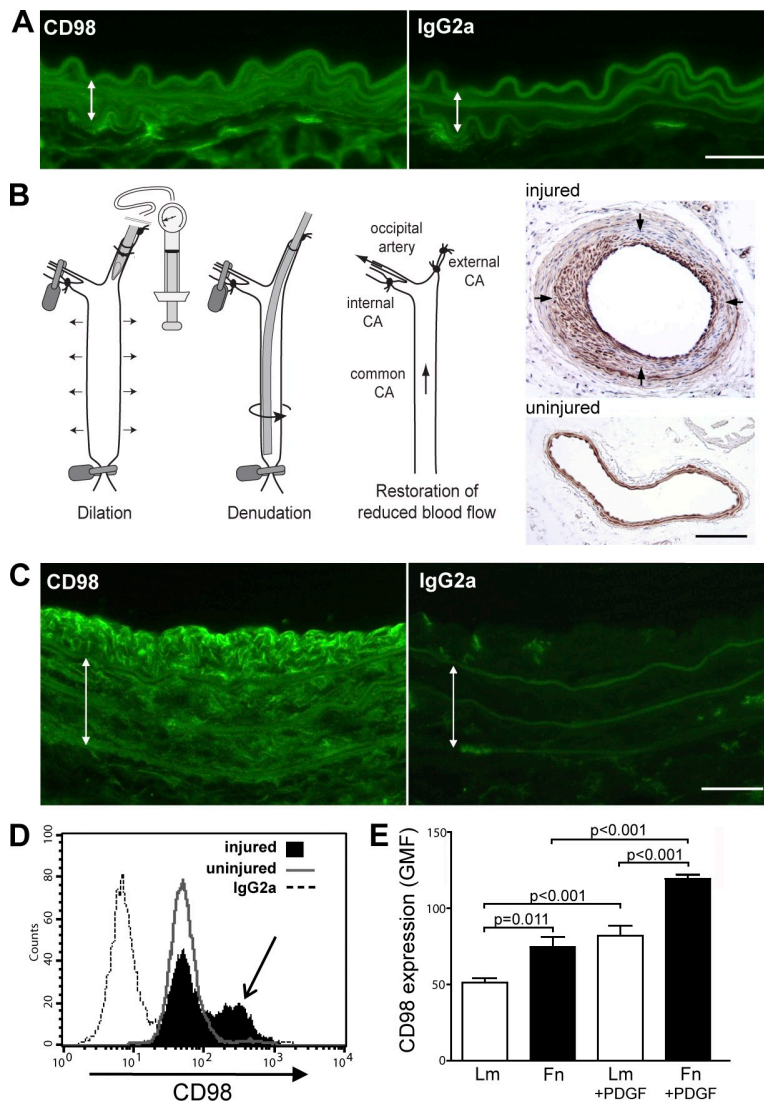 A
CD98
IgG2a
B
occipital
artery
external
CA
internal
CA
common
CA
Dilation
Denudation
Restoration of
reduced blood flow
injured
uninjured
C
CD98
IgG2a
D
injured
uninjured
IgG2a
Counts
100
80
60
40
20
0
10⁰
10¹
10²
10³
10⁴
CD98
E
CD98 expression (GMF)
150
100
50
0
p<0.001
p<0.001
p<0.001
p=0.011
Lm
Fn
Lm
+PDGF
Fn
+PDGF